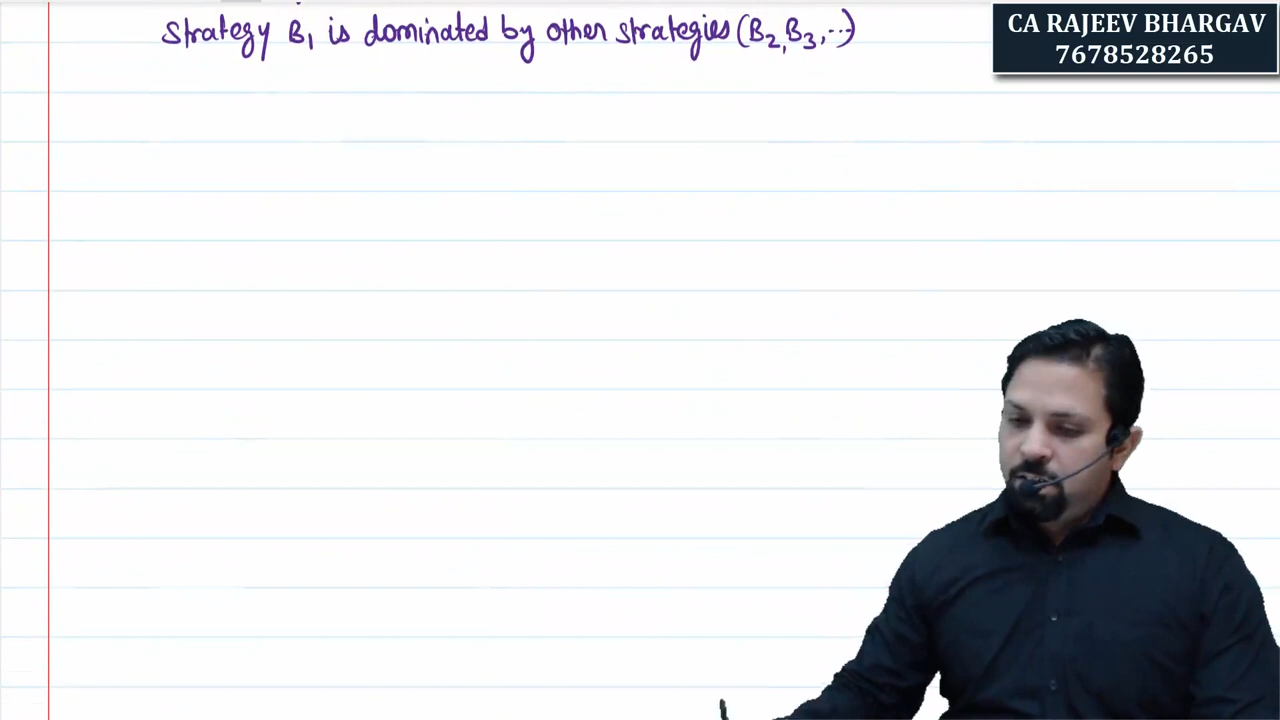 Strategy B₁ is dominated by other strategies (B₂, B₃, ...)
CA RAJEEV BHARGAV
7678528265